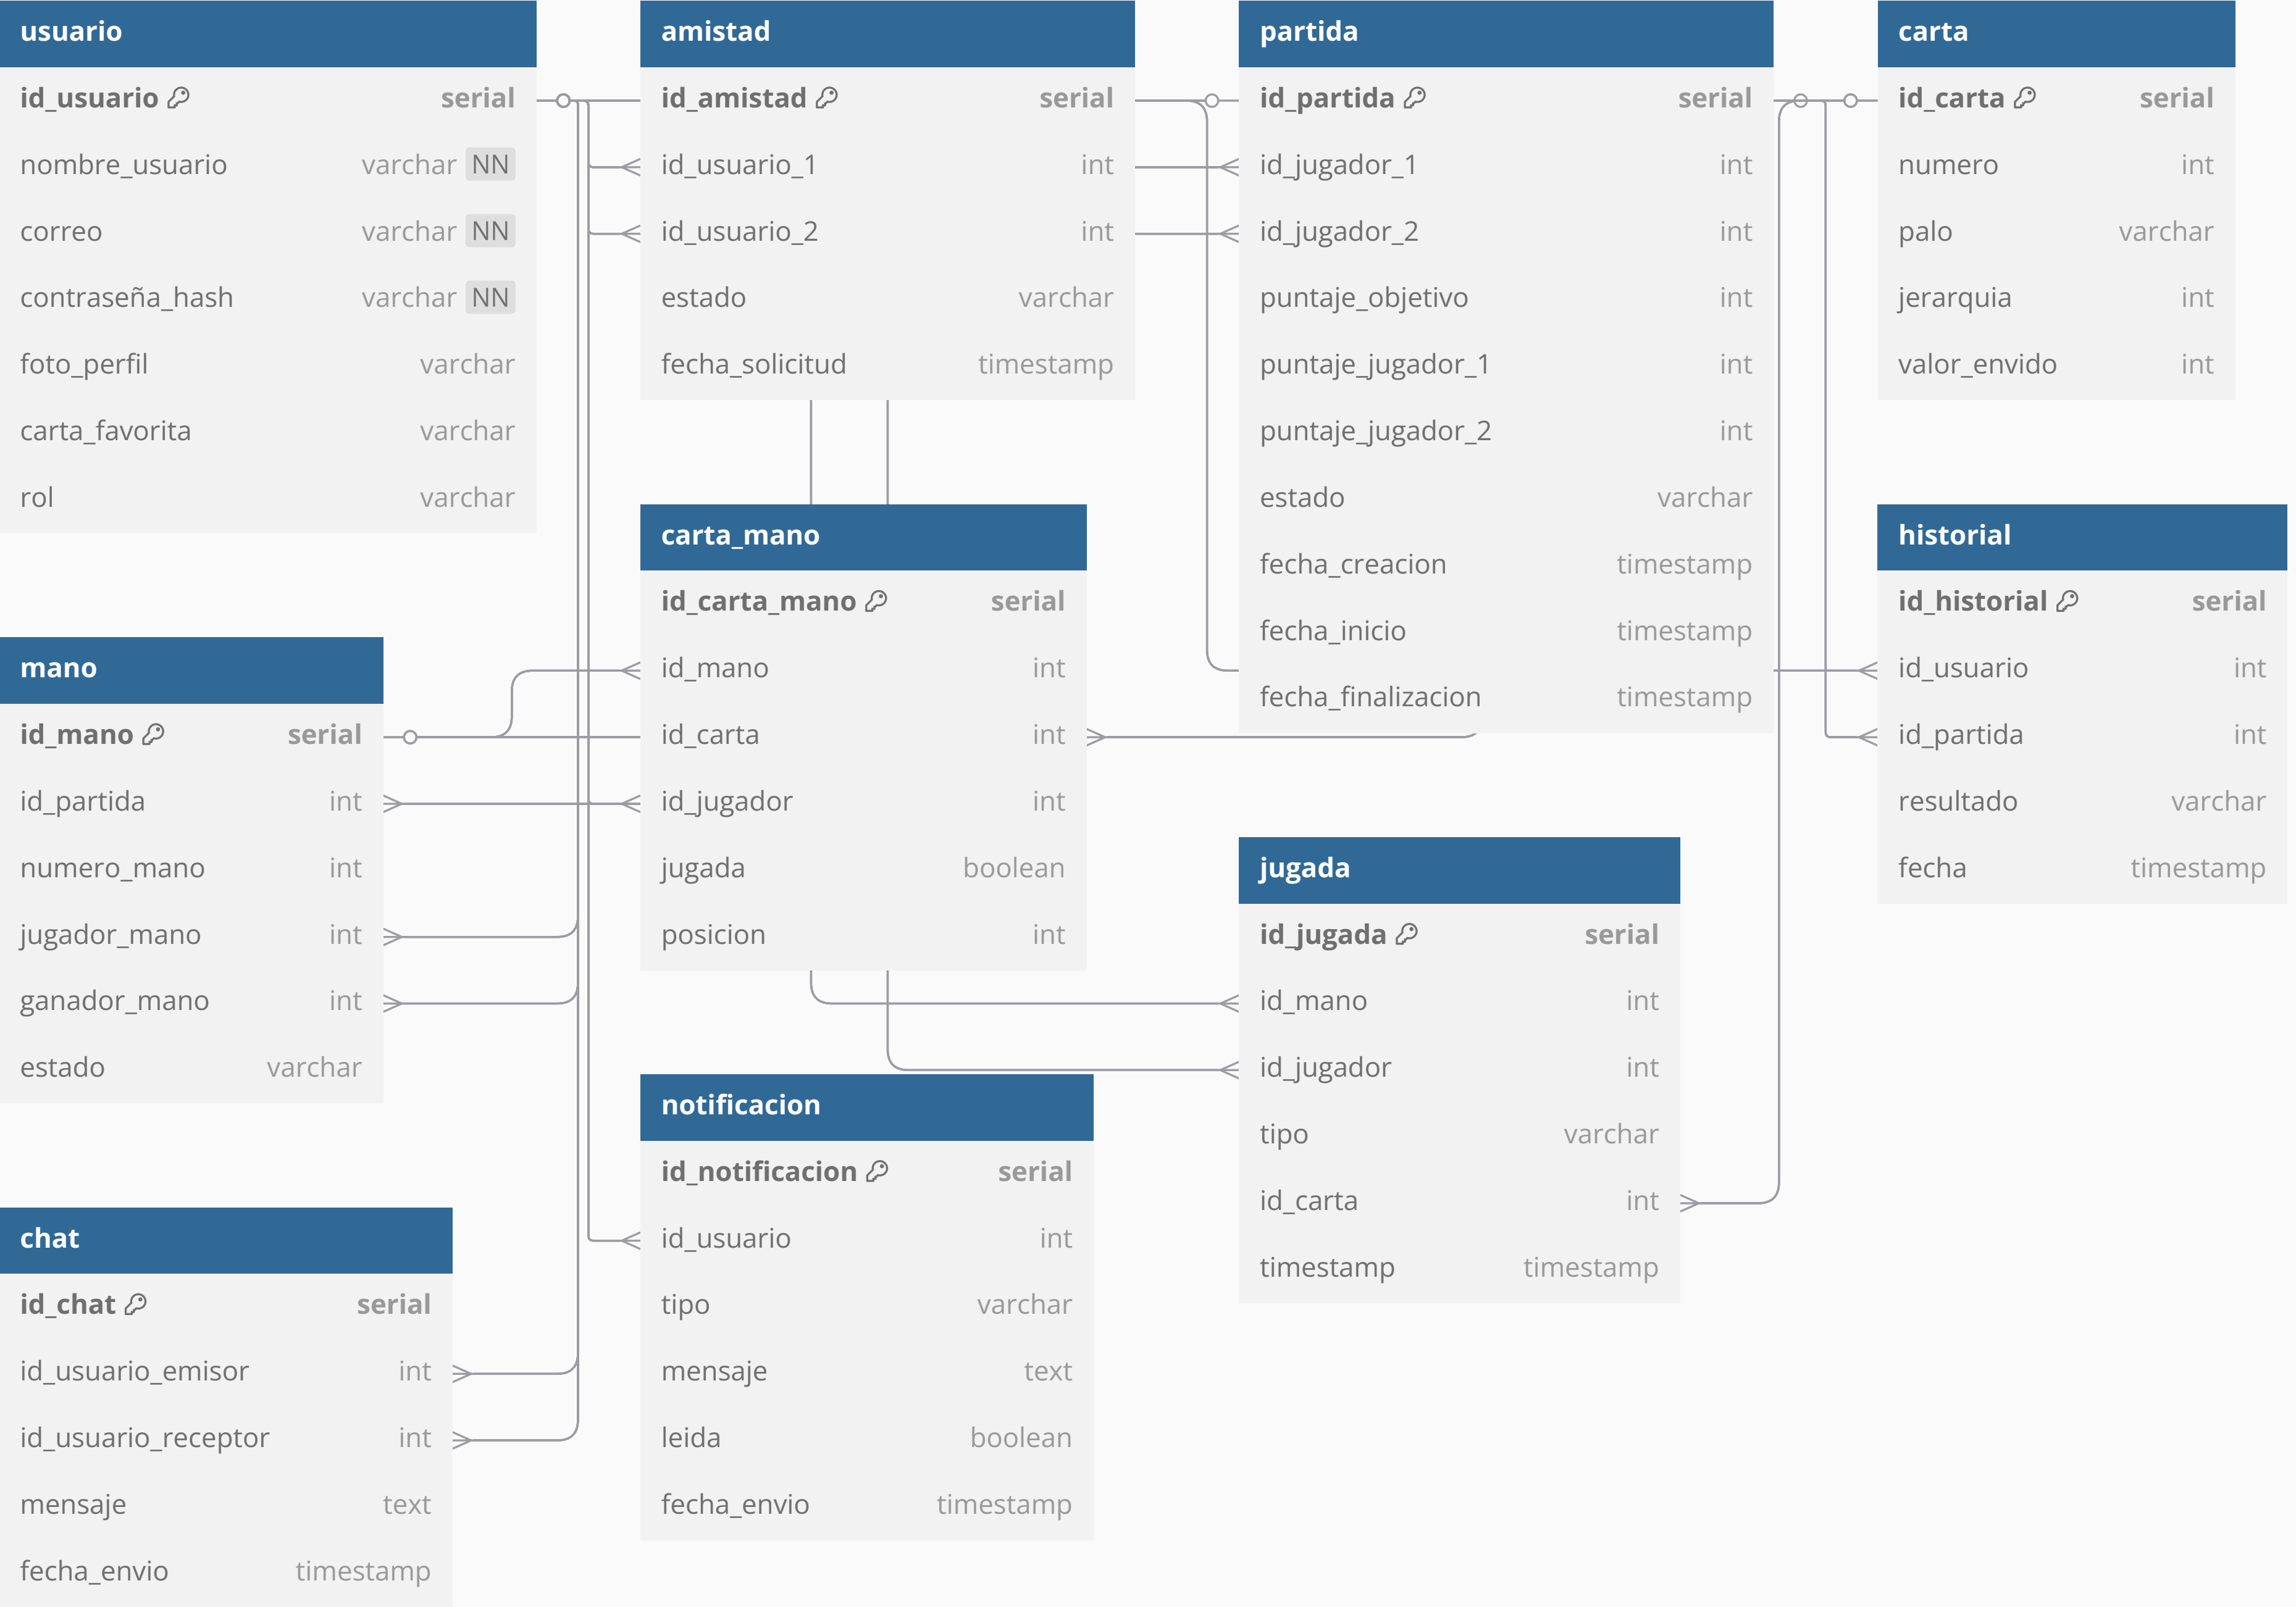 usuario
id_usuario serial
nombre_usuario varchar NN
correo varchar NN
contraseña_hash varchar NN
foto_perfil varchar
carta_favorita varchar
rol varchar
amistad
id_amistad serial
id_usuario_1 int
id_usuario_2 int
estado varchar
fecha_solicitud timestamp
partida
id_partida serial
id_jugador_1 int
id_jugador_2 int
puntaje_objetivo int
puntaje_jugador_1 int
puntaje_jugador_2 int
estado varchar
fecha_creacion timestamp
fecha_inicio timestamp
fecha_finalizacion timestamp
carta
id_carta serial
numero int
palo varchar
jerarquia int
valor_envido int
carta_mano
id_carta_mano serial
id_mano int
id_carta int
id_jugador int
jugada boolean
posicion int
historial
id_historial serial
id_usuario int
id_partida int
resultado varchar
fecha timestamp
mano
id_mano serial
id_partida int
numero_mano int
jugador_mano int
ganador_mano int
estado varchar
jugada
id_jugada serial
id_mano int
id_jugador int
tipo varchar
id_carta int
timestamp timestamp
notificacion
id_notificacion serial
id_usuario int
tipo varchar
mensaje text
leida boolean
fecha_envio timestamp
chat
id_chat serial
id_usuario_emisor int
id_usuario_receptor int
mensaje text
fecha_envio timestamp